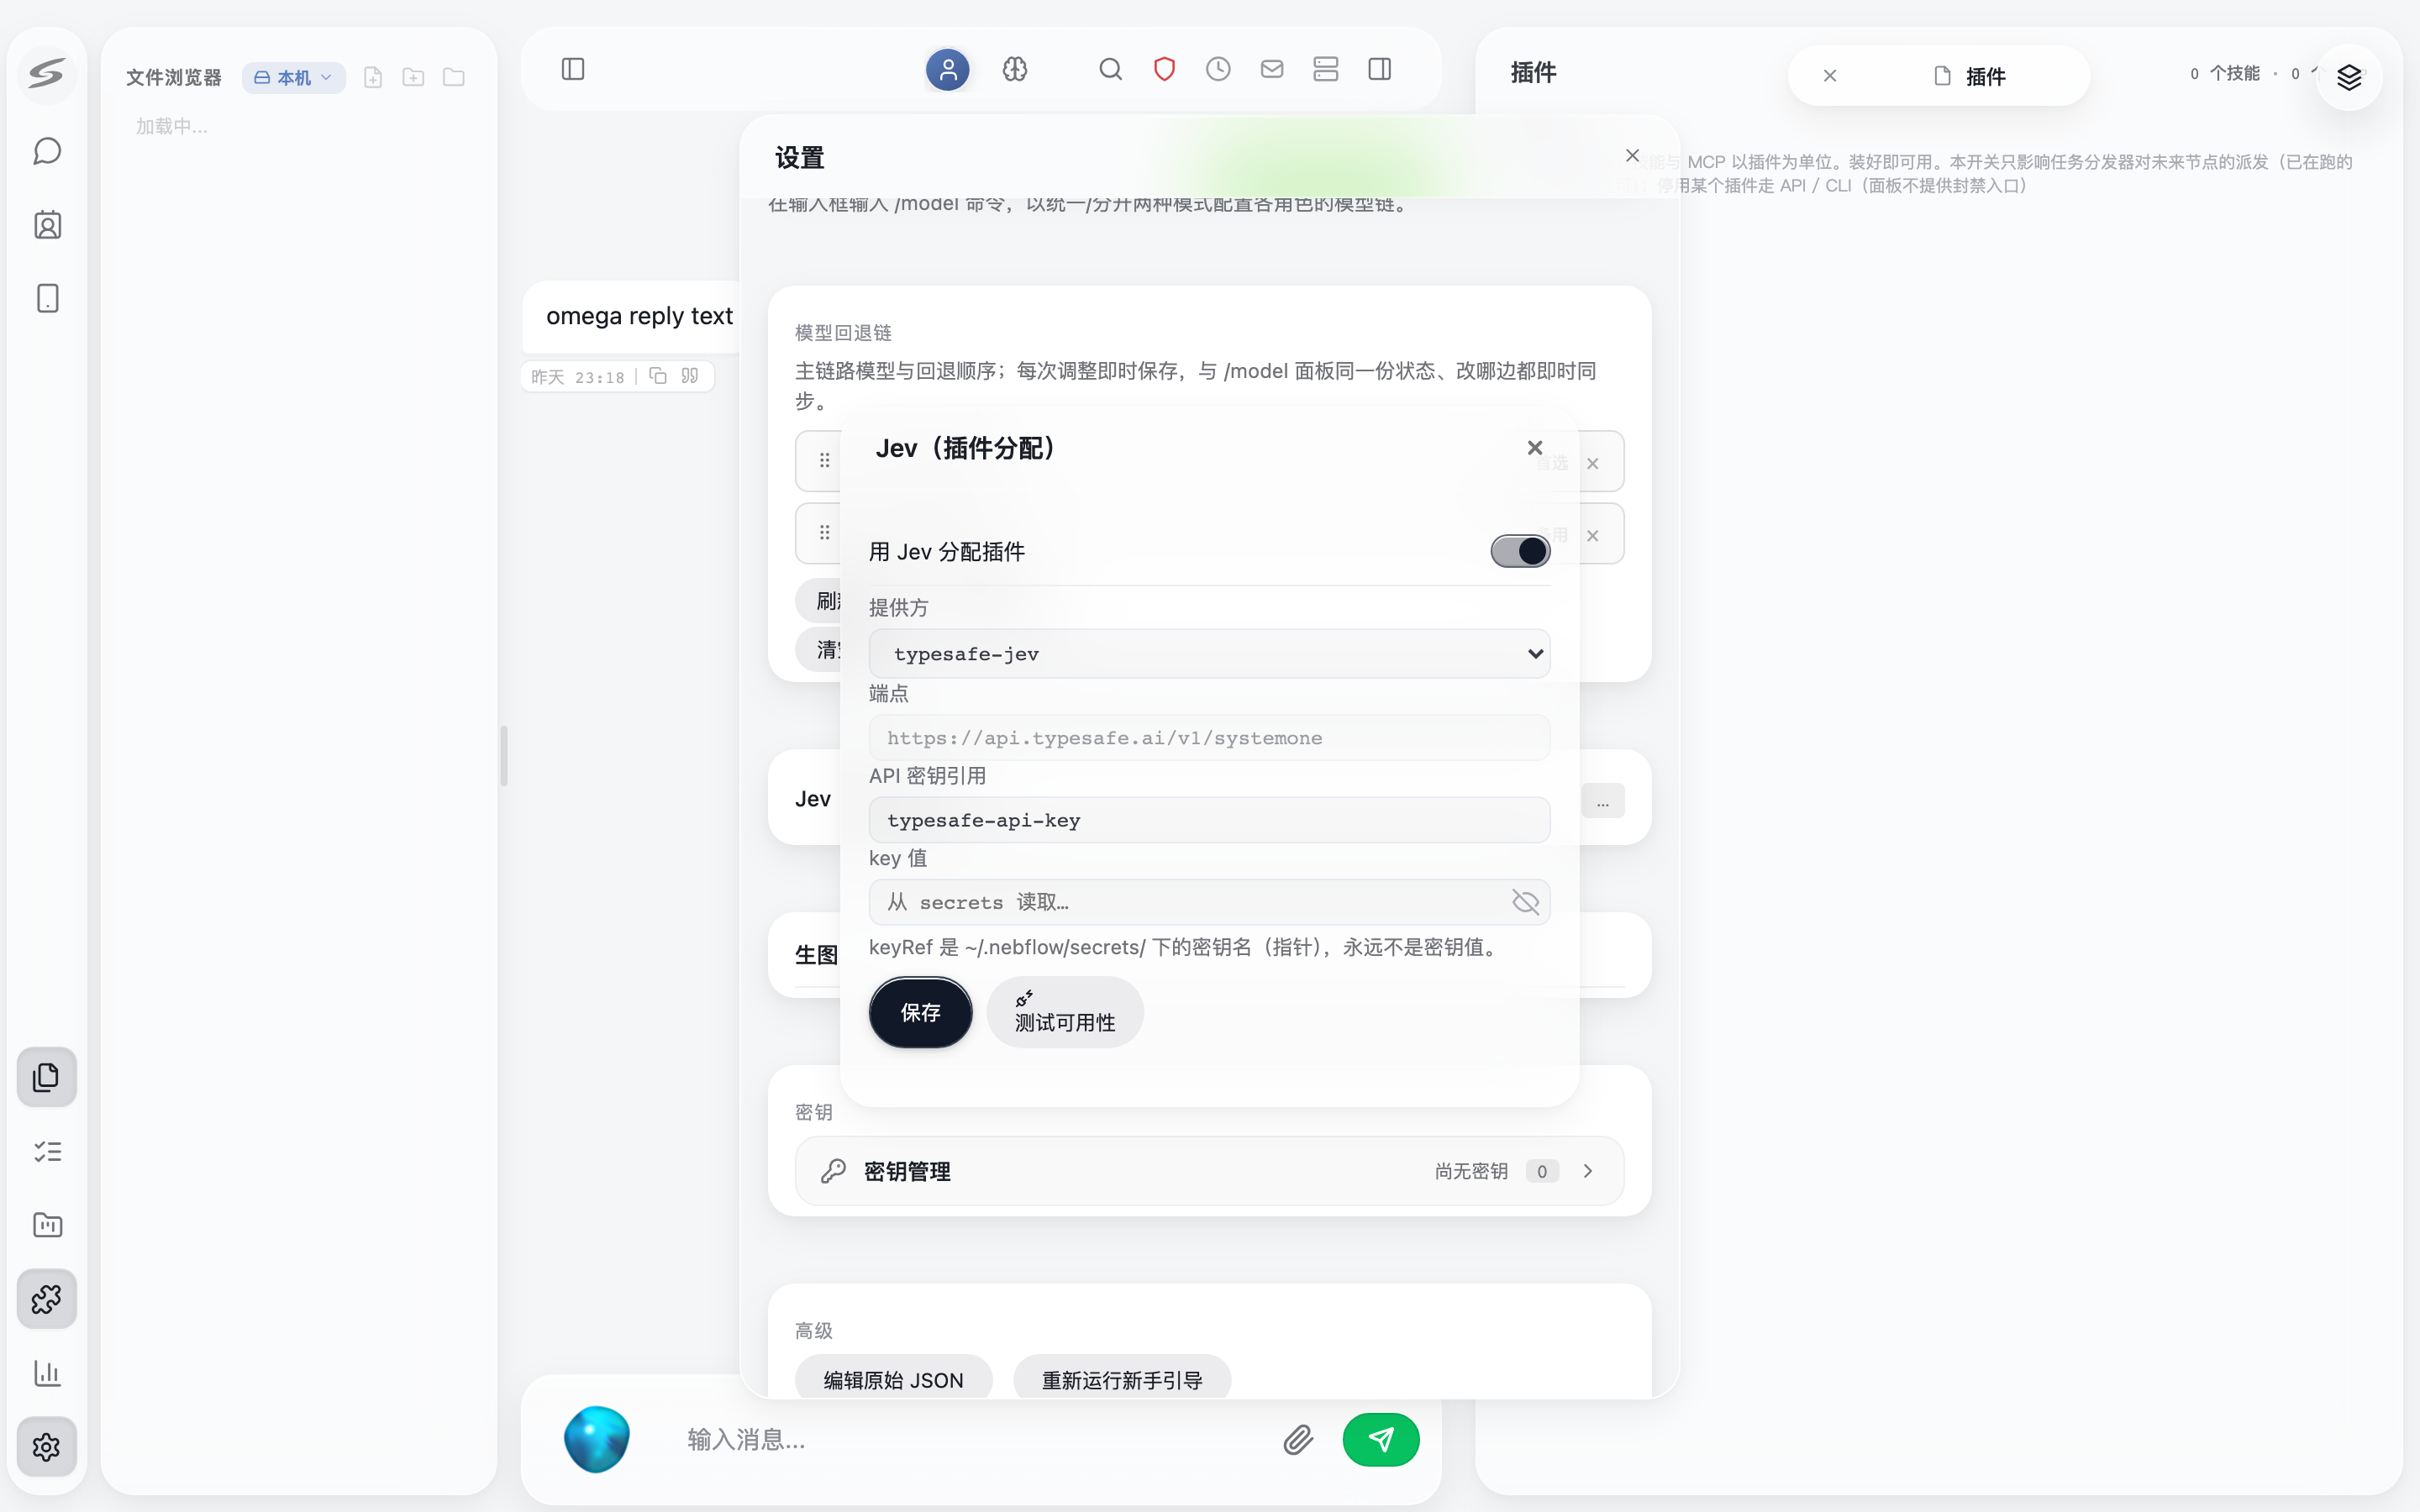 文件浏览器
本机
加载中...
omega reply text
昨天 23:18
设置
在输入框输入 /model 命令，以统一/分开两种模式配置各角色的模型链。
模型回退链
主链路模型与回退顺序；每次调整即时保存，与 /model 面板同一份状态、改哪边都即时同
步。
首选
用
刷
清
Jev（插件分配）
用 Jev 分配插件
提供方
typesafe-jev
端点
https://api.typesafe.ai/v1/systemone
API 密钥引用
typesafe-api-key
key 值
从 secrets 读取...
keyRef 是 ~/.nebflow/secrets/ 下的密钥名（指针），永远不是密钥值。
保存
测试可用性
Jev
...
生图
密钥
密钥管理
尚无密钥
0
高级
编辑原始 JSON
重新运行新手引导
输入消息...
插件
插件
0 个技能 · 0 个
能与 MCP 以插件为单位。装好即可用。本开关只影响任务分发器对未来节点的派发（已在跑的
停用某个插件走 API / CLI（面板不提供封禁入口）